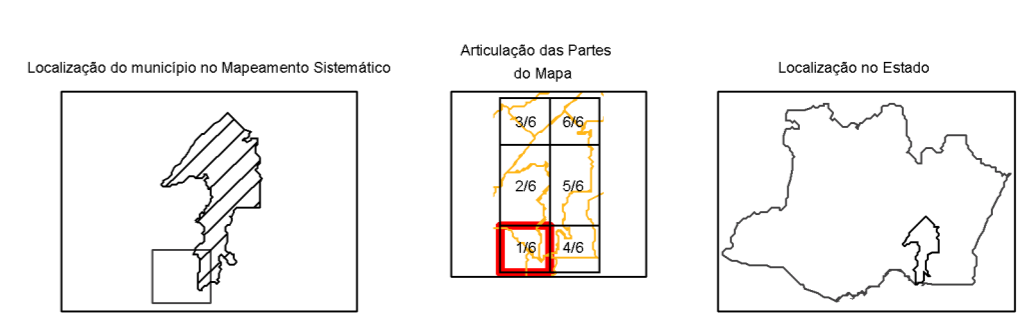 Articulação das Partes
do Mapa
Localização do município no Mapeamento Sistemático
Localização no Estado
3/6 6/6
2/6 5/6
1/6 4/6